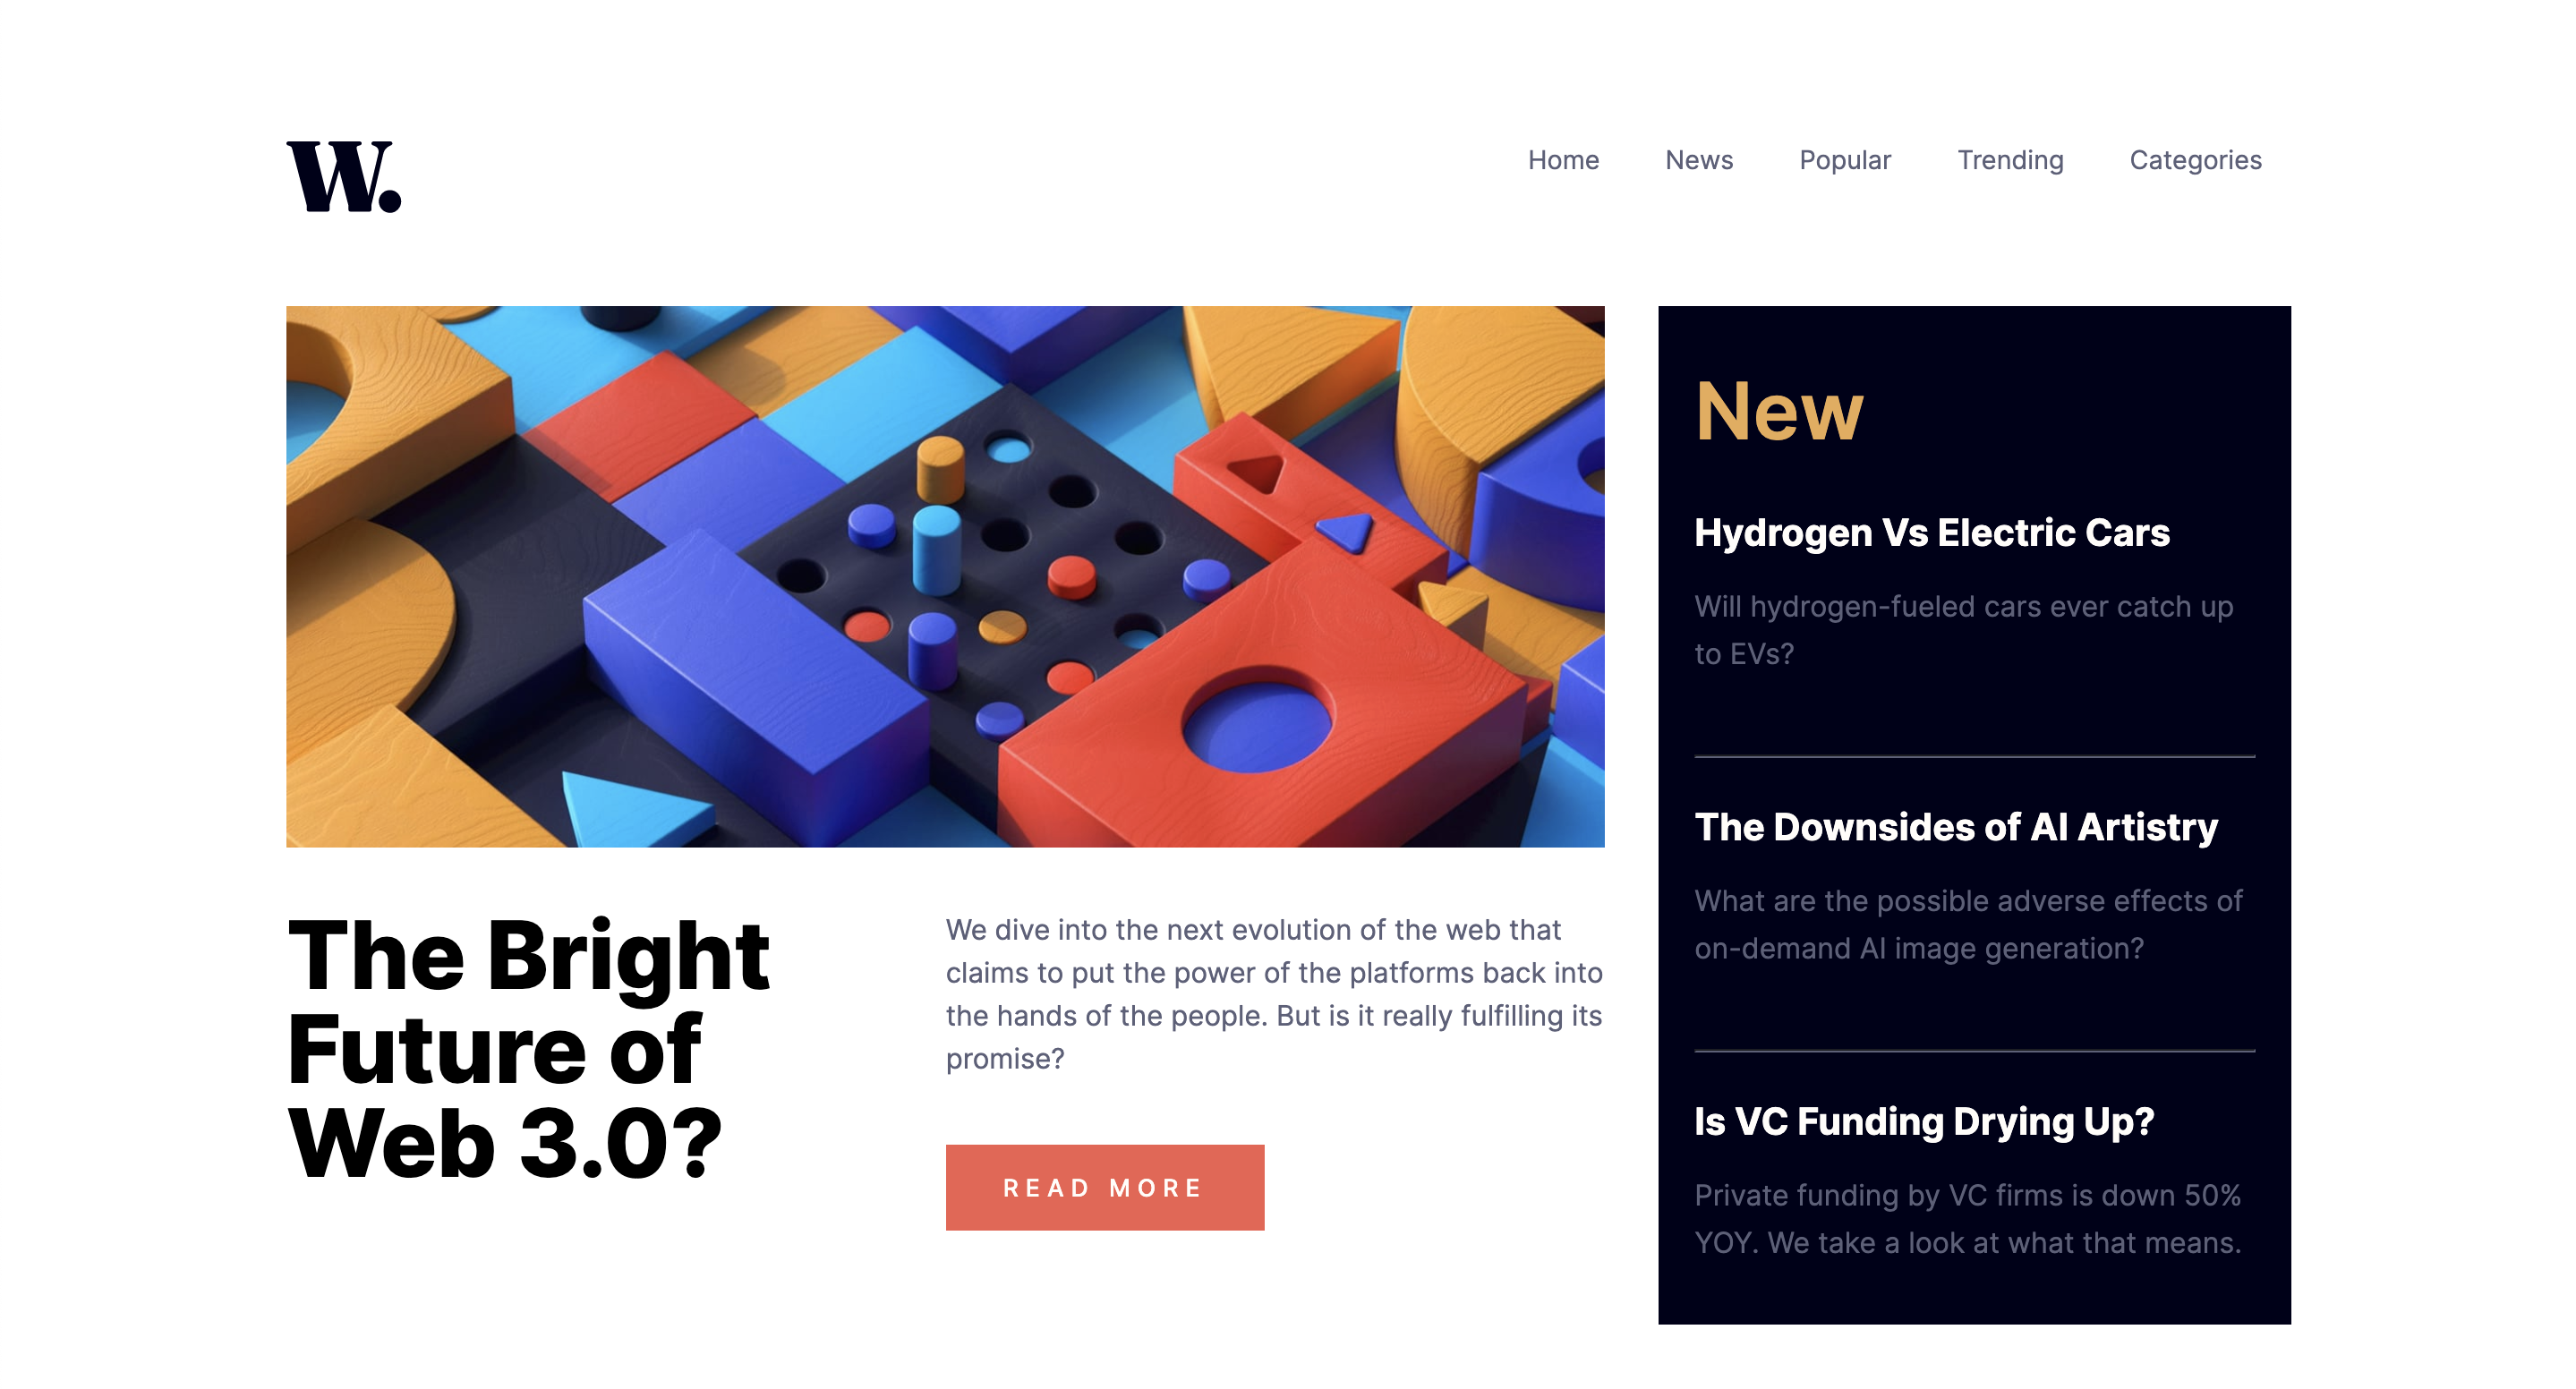 W.
Home News Popular Trending Categories
The Bright
Future of
Web 3.0?
We dive into the next evolution of the web that
claims to put the power of the platforms back into
the hands of the people. But is it really fulfilling its
promise?
READ MORE
New
Hydrogen Vs Electric Cars
Will hydrogen-fueled cars ever catch up
to EVs?
The Downsides of AI Artistry
What are the possible adverse effects of
on-demand AI image generation?
Is VC Funding Drying Up?
Private funding by VC firms is down 50%
YOY. We take a look at what that means.